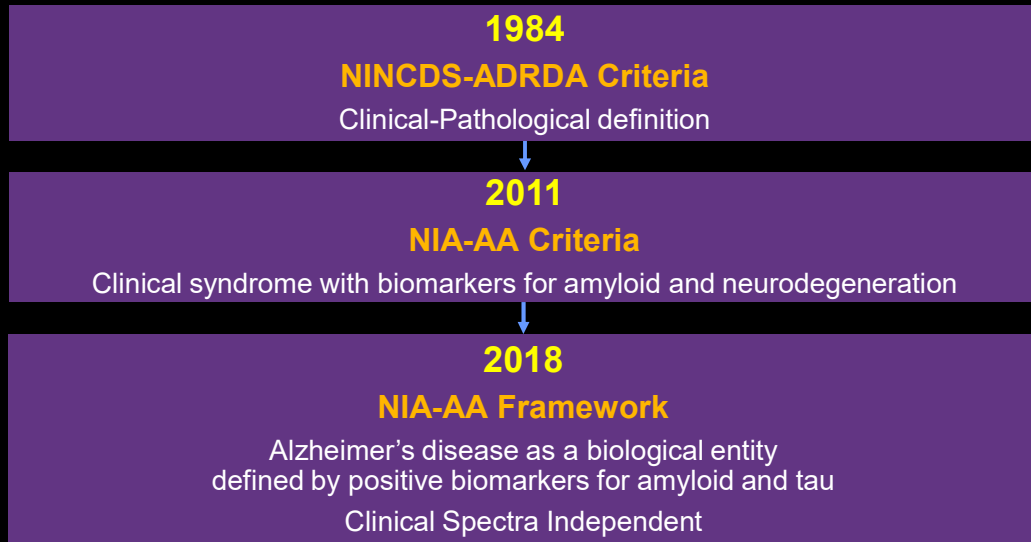 1984
NINCDS-ADRDA Criteria
Clinical-Pathological definition
2011
NIA-AA Criteria
Clinical syndrome with biomarkers for amyloid and neurodegeneration
2018
NIA-AA Framework
Alzheimer’s disease as a biological entity
defined by positive biomarkers for amyloid and tau
Clinical Spectra Independent